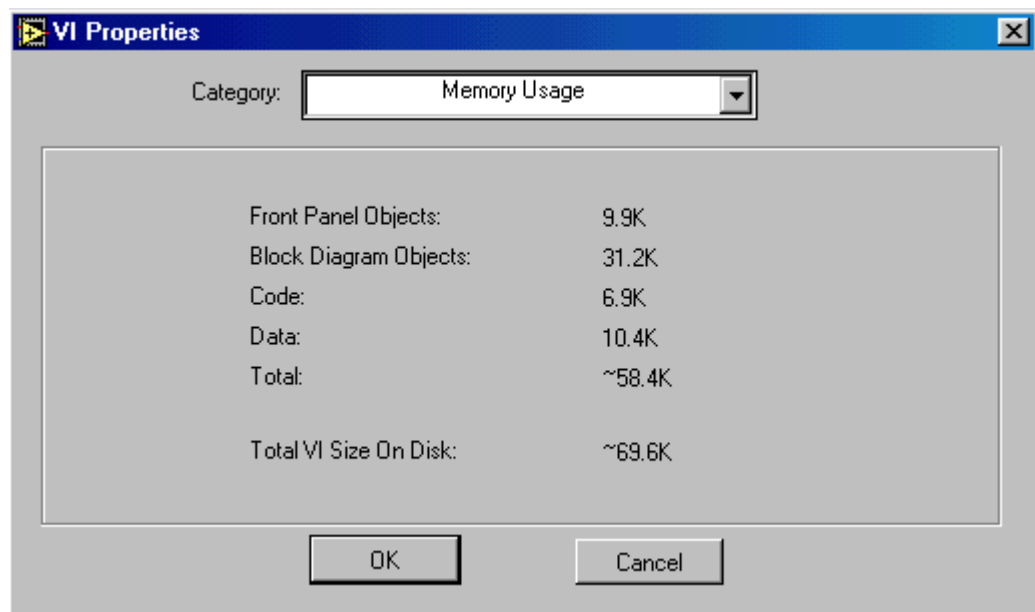 VI Properties
Category: Memory Usage
Front Panel Objects: 9.9K
Block Diagram Objects: 31.2K
Code: 6.9K
Data: 10.4K
Total: ~58.4K
Total VI Size On Disk: ~69.6K
OK Cancel